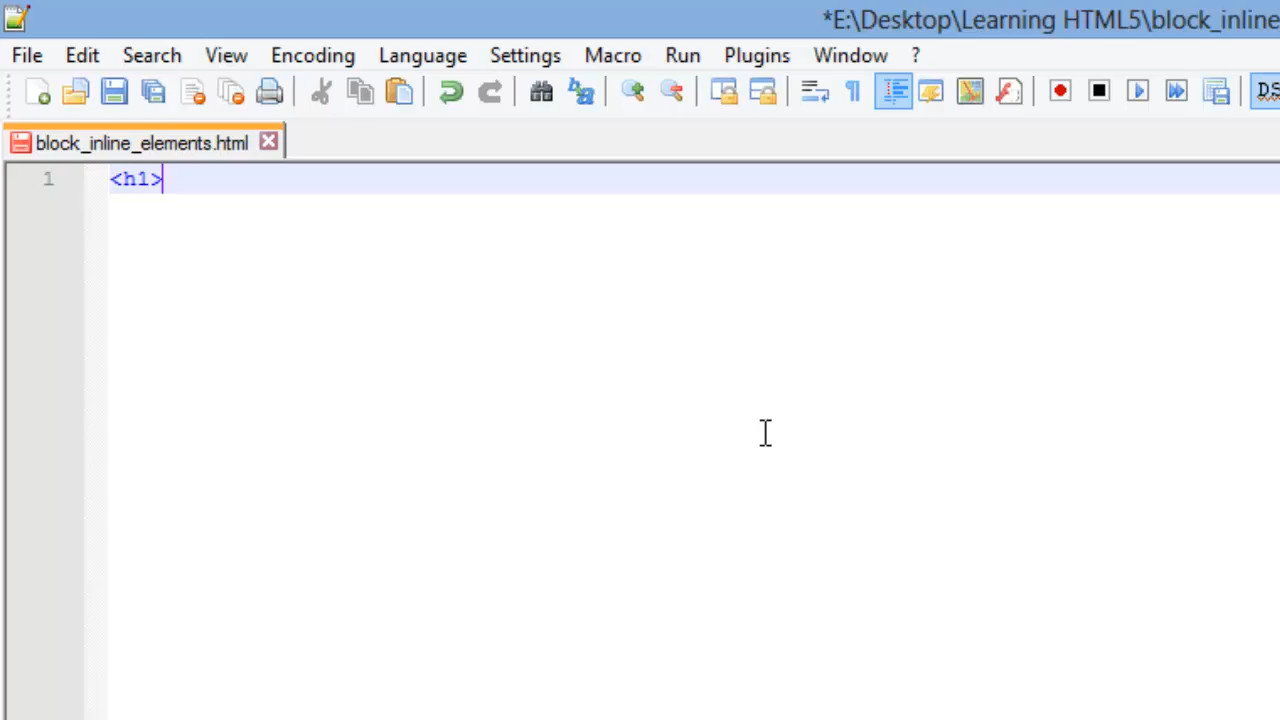 *E:\Desktop\Learning HTML5\block_inline
File Edit Search View Encoding Language Settings Macro Run Plugins Window ?
DS
block_inline_elements.html
1 <h1>